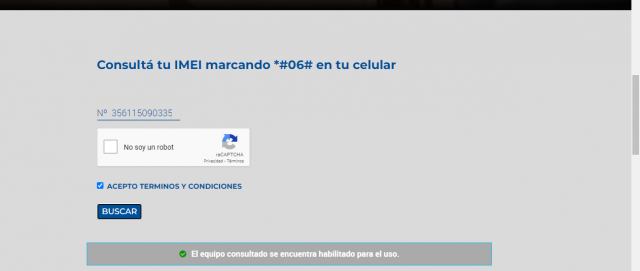 Consultá tu IMEI marcando *#06# en tu celular
Nº 356115090335
No soy un robot
reCAPTCHA
Privacidad - Términos
ACEPTO TERMINOS Y CONDICIONES
BUSCAR
El equipo consultado se encuentra habilitado para el uso.